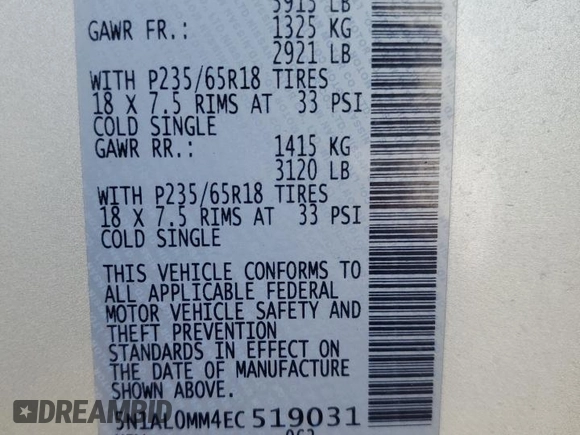 5915 LB
GAWR FR.: 1325 KG
2921 LB
WITH P235/65R18 TIRES
18 X 7.5 RIMS AT 33 PSI
COLD SINGLE
GAWR RR.: 1415 KG
3120 LB
WITH P235/65R18 TIRES
18 X 7.5 RIMS AT 33 PSI
COLD SINGLE
THIS VEHICLE CONFORMS TO
ALL APPLICABLE FEDERAL
MOTOR VEHICLE SAFETY AND
THEFT PREVENTION
STANDARDS IN EFFECT ON
THE DATE OF MANUFACTURE
SHOWN ABOVE.
5N1AL0MM4EC519031
DREAMBID